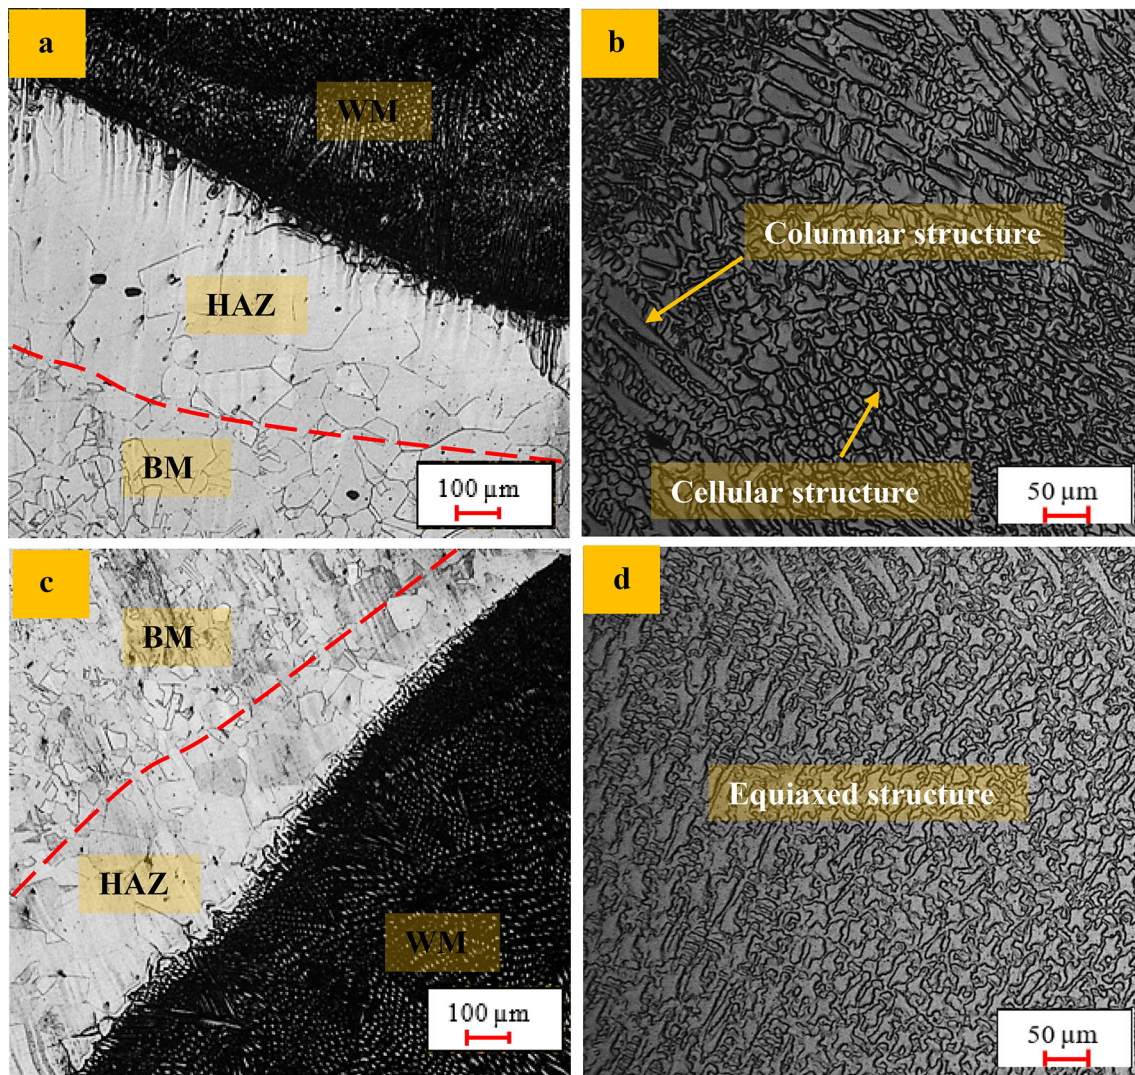 a
WM
HAZ
BM
100 µm
b
Columnar structure
Cellular structure
50 µm
c
BM
HAZ
WM
100 µm
d
Equiaxed structure
50 µm